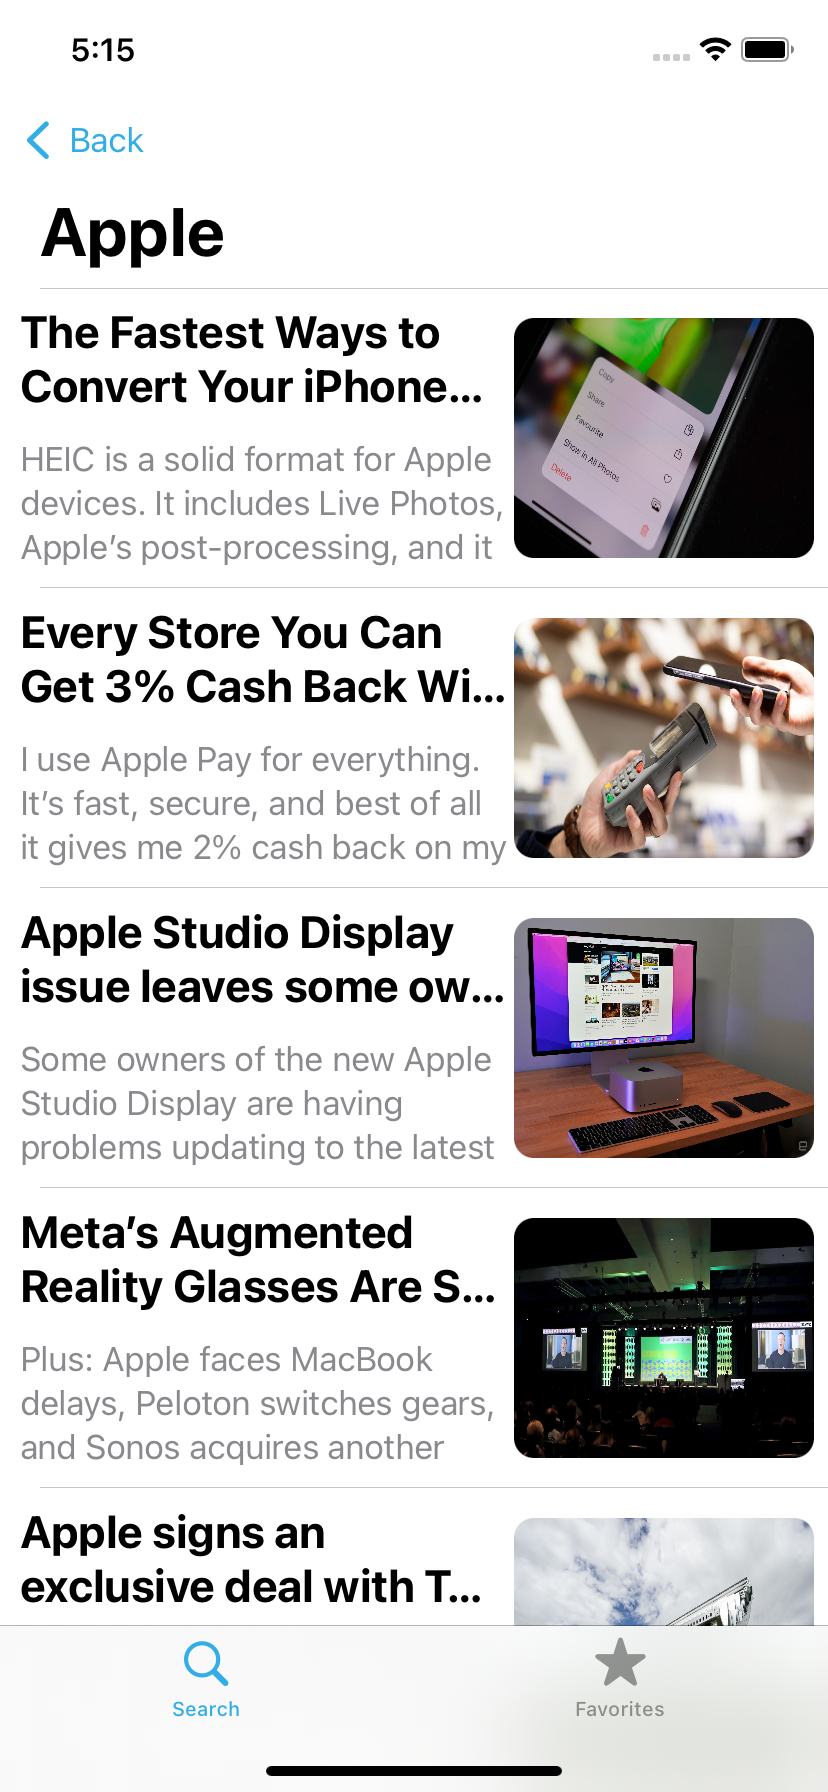 5:15
Back
Apple
The Fastest Ways to
Convert Your iPhone...
HEIC is a solid format for Apple
devices. It includes Live Photos,
Apple’s post-processing, and it
Copy
Share
Favourite
Show in All Photos
Delete
Every Store You Can
Get 3% Cash Back Wi...
I use Apple Pay for everything.
It’s fast, secure, and best of all
it gives me 2% cash back on my
Apple Studio Display
issue leaves some ow...
Some owners of the new Apple
Studio Display are having
problems updating to the latest
Meta’s Augmented
Reality Glasses Are S...
Plus: Apple faces MacBook
delays, Peloton switches gears,
and Sonos acquires another
Apple signs an
exclusive deal with T...
Search
Favorites